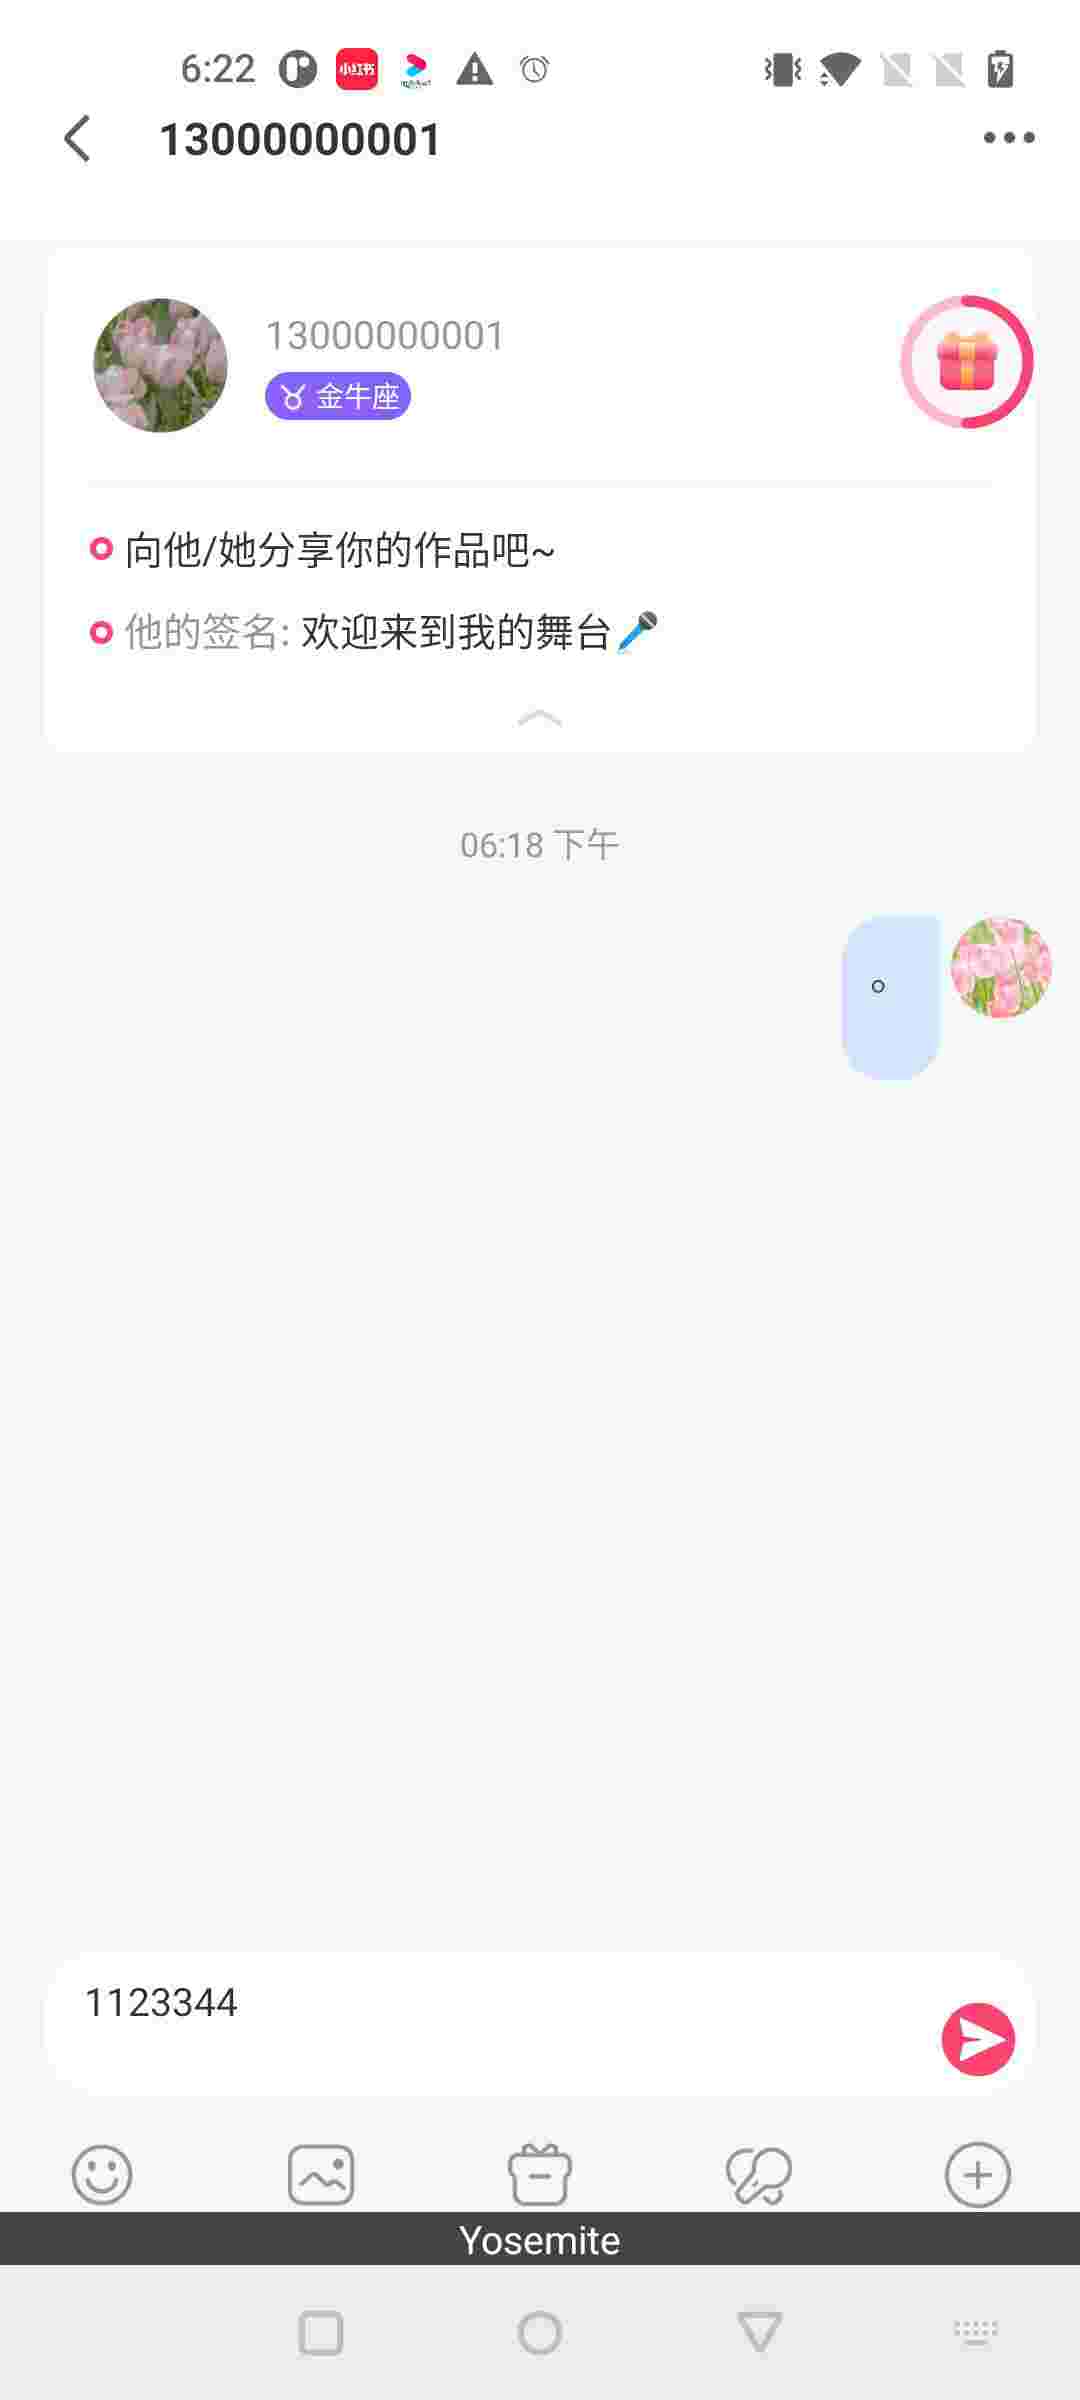 6:22
小红书
13000000001
13000000001
金牛座
向他/她分享你的作品吧~
他的签名: 欢迎来到我的舞台🎤
06:18 下午
。
1123344
Yosemite